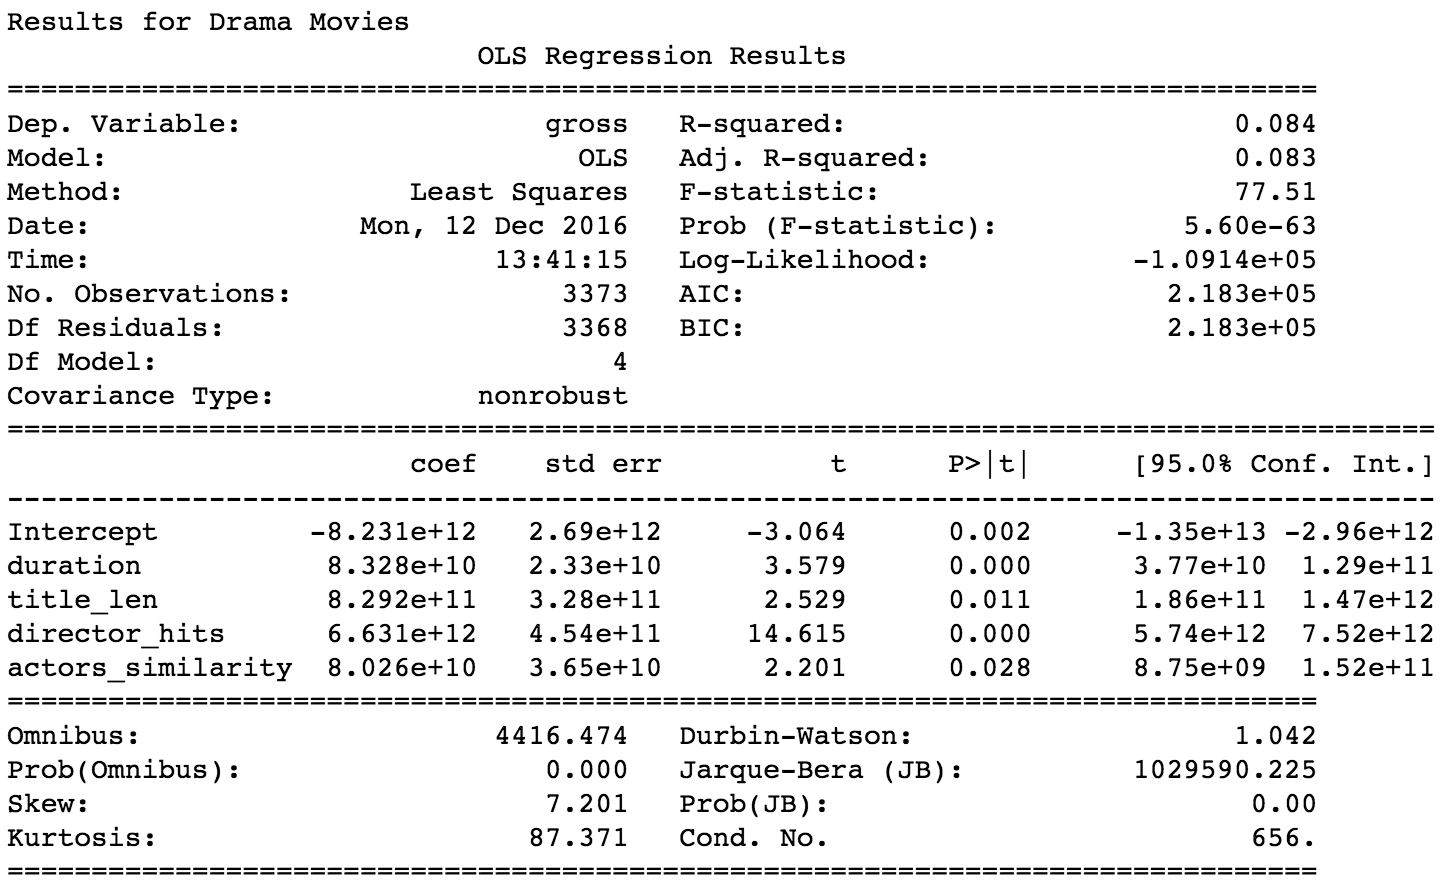 Results for Drama Movies
                            OLS Regression Results
==============================================================================
Dep. Variable:                  gross   R-squared:                       0.084
Model:                            OLS   Adj. R-squared:                  0.083
Method:                 Least Squares   F-statistic:                     77.51
Date:                Mon, 12 Dec 2016   Prob (F-statistic):           5.60e-63
Time:                        13:41:15   Log-Likelihood:            -1.0914e+05
No. Observations:                3373   AIC:                         2.183e+05
Df Residuals:                    3368   BIC:                         2.183e+05
Df Model:                           4
Covariance Type:            nonrobust
=====================================================================================
                        coef    std err          t      P>|t|      [95.0% Conf. Int.]
-------------------------------------------------------------------------------------
Intercept         -8.231e+12   2.69e+12     -3.064      0.002     -1.35e+13 -2.96e+12
duration           8.328e+10   2.33e+10      3.579      0.000      3.77e+10  1.29e+11
title_len          8.292e+11   3.28e+11      2.529      0.011      1.86e+11  1.47e+12
director_hits      6.631e+12   4.54e+11     14.615      0.000      5.74e+12  7.52e+12
actors_similarity  8.026e+10   3.65e+10      2.201      0.028      8.75e+09  1.52e+11
==============================================================================
Omnibus:                     4416.474   Durbin-Watson:                   1.042
Prob(Omnibus):                  0.000   Jarque-Bera (JB):          1029590.225
Skew:                           7.201   Prob(JB):                         0.00
Kurtosis:                      87.371   Cond. No.                         656.
==============================================================================